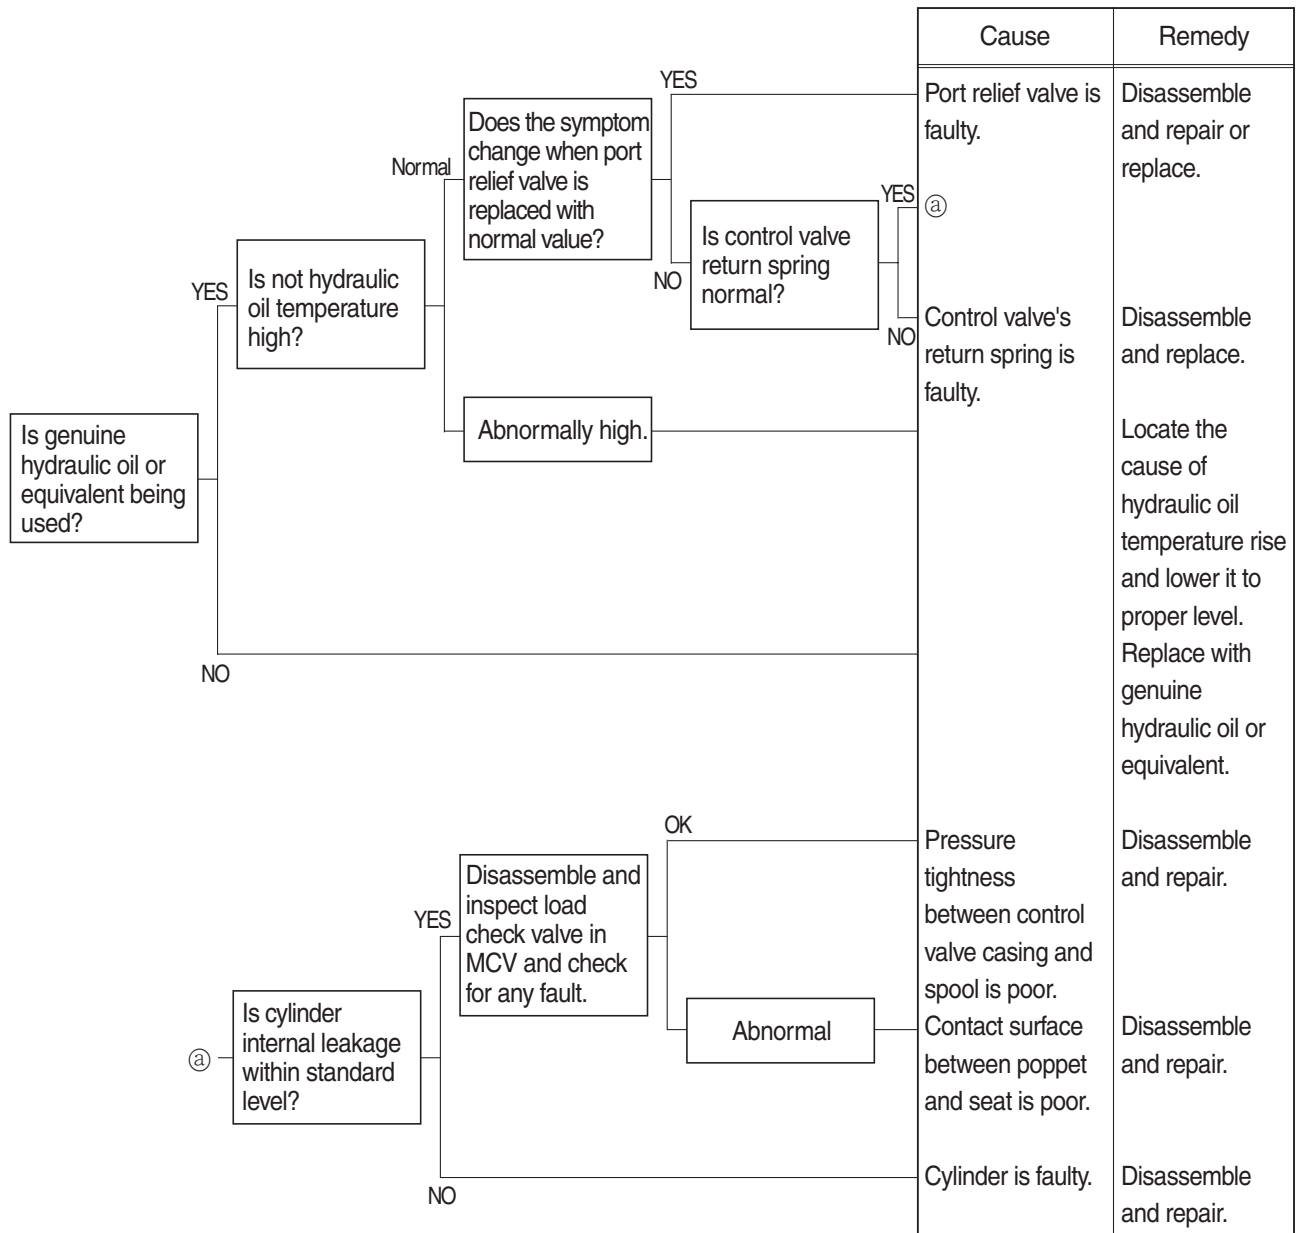 Cause
Remedy
YES
Port relief valve is
faulty.
Disassemble
and repair or
replace.
Does the symptom
change when port
relief valve is
replaced with
normal value?
Normal
YES
ⓐ
Is control valve
return spring
normal?
NO
NO
Control valve's
return spring is
faulty.
Disassemble
and replace.
YES
Is not hydraulic
oil temperature
high?
Abnormally high.
Locate the
cause of
hydraulic oil
temperature rise
and lower it to
proper level.
Is genuine
hydraulic oil or
equivalent being
used?
NO
Replace with
genuine
hydraulic oil or
equivalent.
OK
Pressure
tightness
between control
valve casing and
spool is poor.
Disassemble
and repair.
YES
Disassemble and
inspect load
check valve in
MCV and check
for any fault.
Abnormal
Contact surface
between poppet
and seat is poor.
Disassemble
and repair.
ⓐ
Is cylinder
internal leakage
within standard
level?
NO
Cylinder is faulty.
Disassemble
and repair.